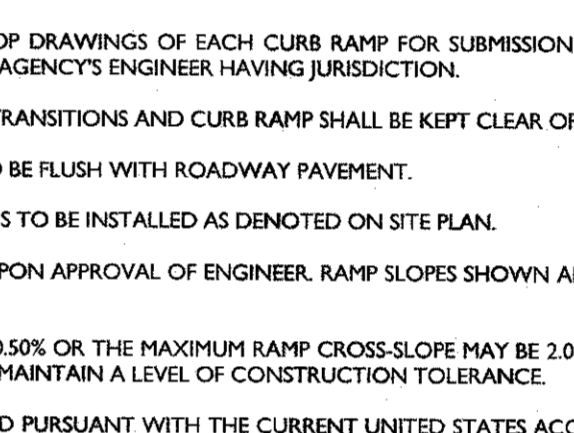 OP DRAWINGS OF EACH CURB RAMP FOR SUBMISSION
AGENCY'S ENGINEER HAVING JURISDICTION.
TRANSITIONS AND CURB RAMP SHALL BE KEPT CLEAR OF
BE FLUSH WITH ROADWAY PAVEMENT.
S TO BE INSTALLED AS DENOTED ON SITE PLAN.
PON APPROVAL OF ENGINEER. RAMP SLOPES SHOWN
0.50% OR THE MAXIMUM RAMP CROSS-SLOPE MAY BE 2.0
MAINTAIN A LEVEL OF CONSTRUCTION TOLERANCE.
D PURSUANT WITH THE CURRENT UNITED STATES ACC